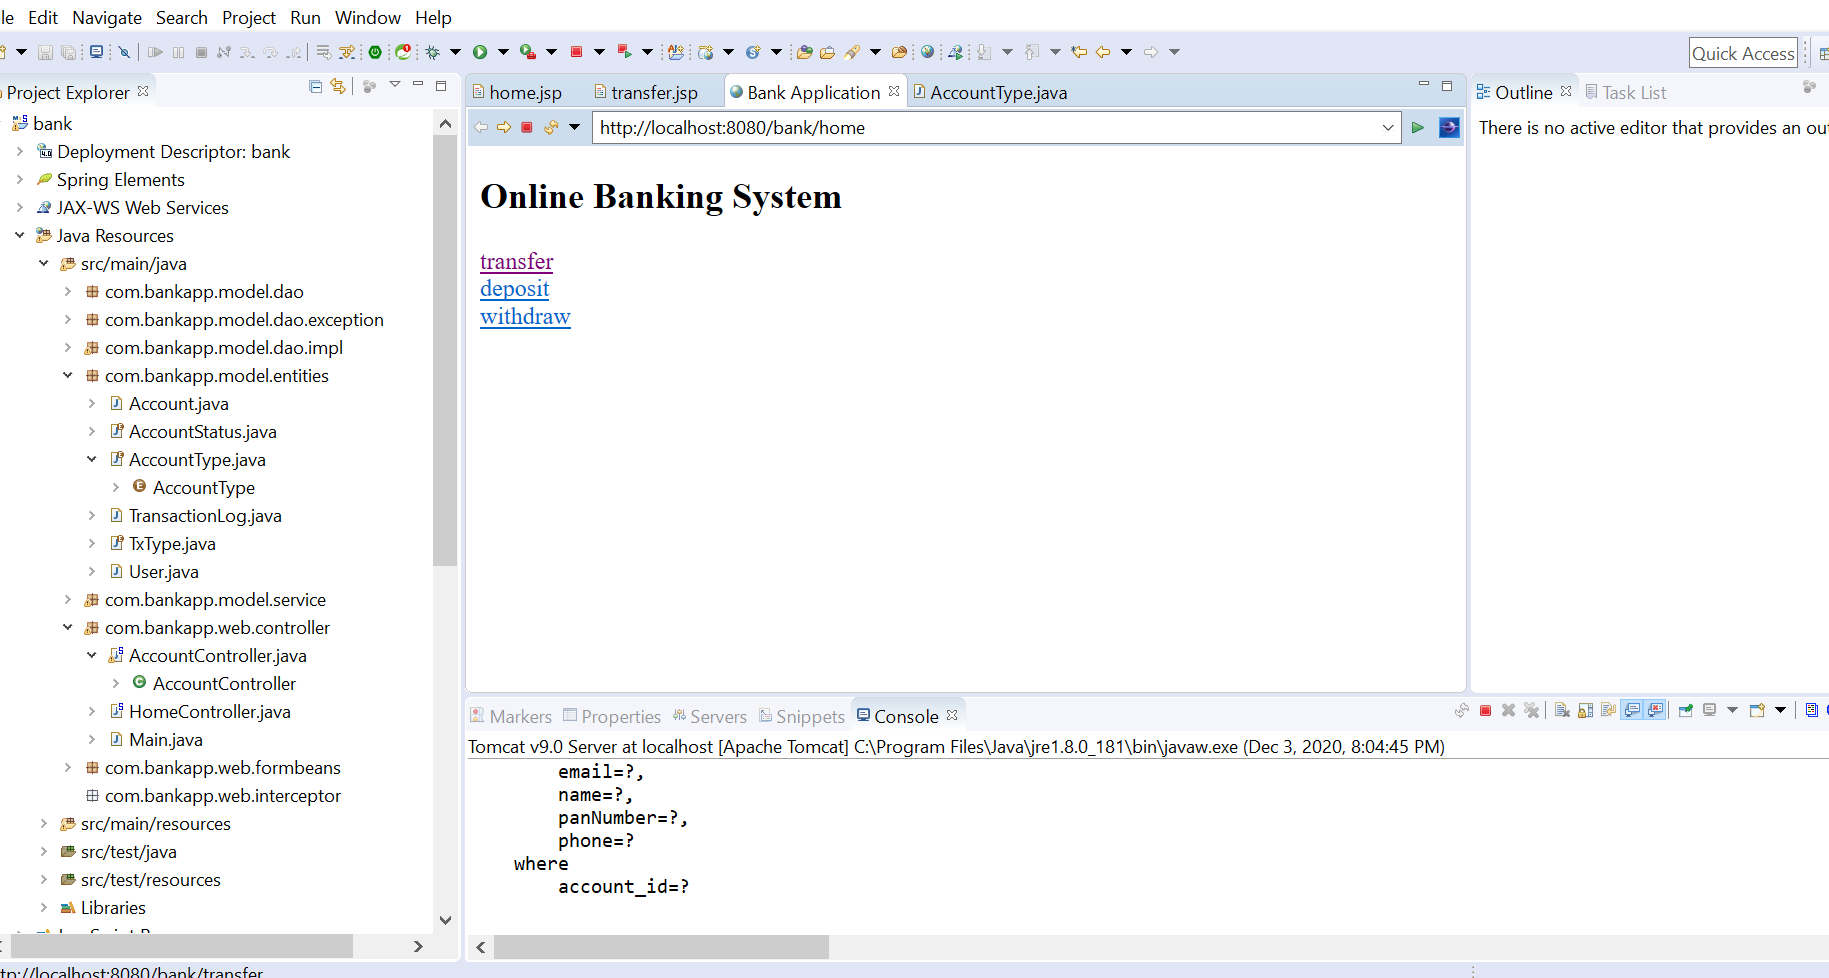 le Edit Navigate Search Project Run Window Help
Quick Access
Project Explorer
bank
Deployment Descriptor: bank
Spring Elements
JAX-WS Web Services
Java Resources
src/main/java
com.bankapp.model.dao
com.bankapp.model.dao.exception
com.bankapp.model.dao.impl
com.bankapp.model.entities
Account.java
AccountStatus.java
AccountType.java
AccountType
TransactionLog.java
TxType.java
User.java
com.bankapp.model.service
com.bankapp.web.controller
AccountController.java
AccountController
HomeController.java
Main.java
com.bankapp.web.formbeans
com.bankapp.web.interceptor
src/main/resources
src/test/java
src/test/resources
Libraries
home.jsp transfer.jsp Bank Application AccountType.java
http://localhost:8080/bank/home
Online Banking System
transfer
deposit
withdraw
Outline Task List
There is no active editor that provides an out
Markers Properties Servers Snippets Console
Tomcat v9.0 Server at localhost [Apache Tomcat] C:\Program Files\Java\jre1.8.0_181\bin\javaw.exe (Dec 3, 2020, 8:04:45 PM)
email=?,
name=?,
panNumber=?,
phone=?
where
account_id=?
ttp://localhost:8080/bank/transfer